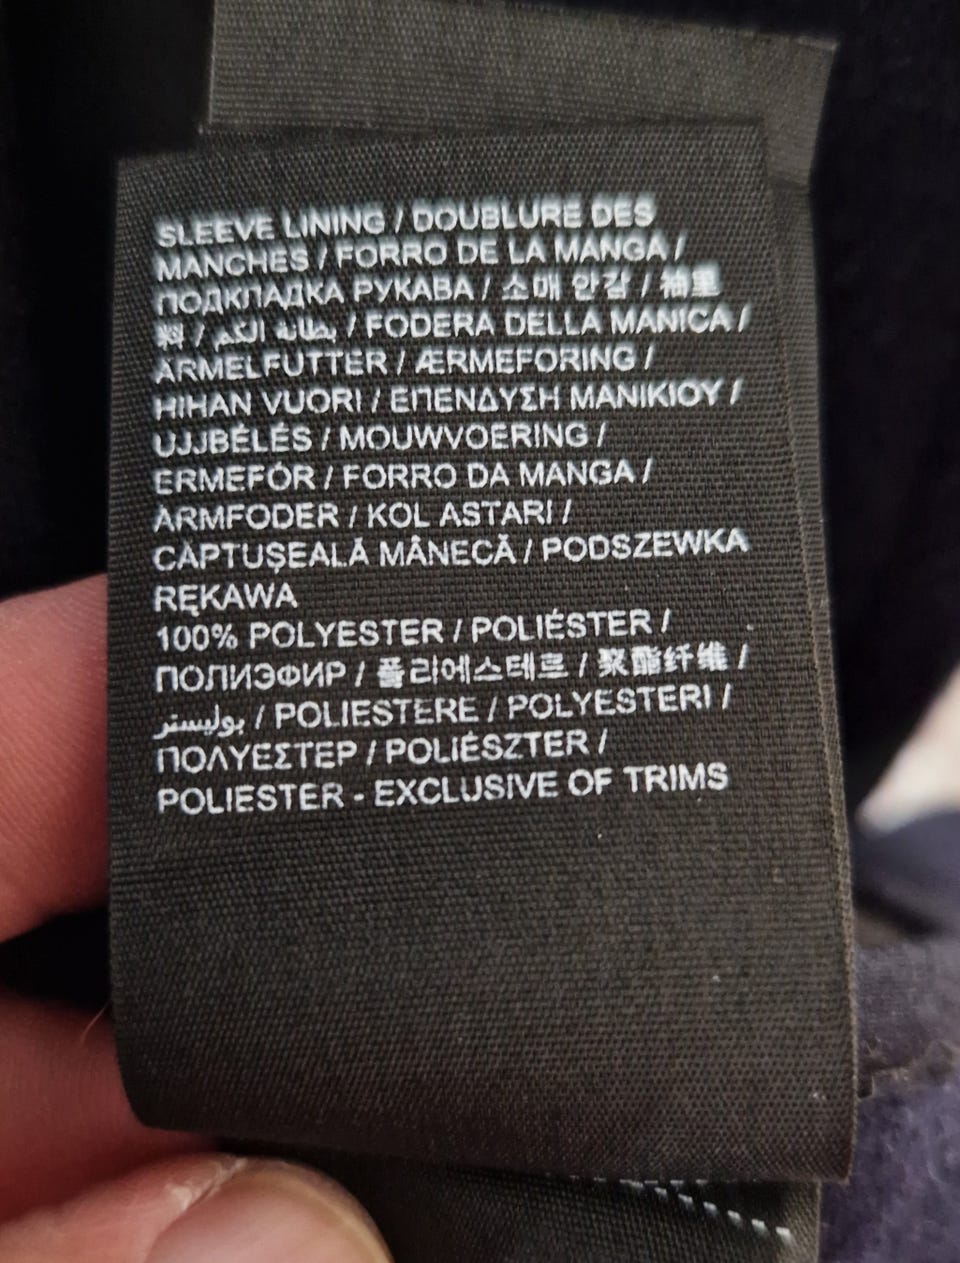 SLEEVE LINING / DOUBLURE DES
MANCHES / FORRO DE LA MANGA /
ПОДКЛАДКА РУКАВА / 소매 안감 / 袖里
料 / بطانة الكم / FODERA DELLA MANICA /
ÄRMELFUTTER / ÆRMEFORING /
HIHAN VUORI / ΕΠΕΝΔΥΣΗ ΜΑΝΙΚΙΟΥ /
UJJBÉLÉS / MOUWVOERING /
ERMEFÓR / FORRO DA MANGA /
ÄRMFODER / KOL ASTARI /
CĂPTUȘEALĂ MÂNECĂ / PODSZEWKA
RĘKAWA
100% POLYESTER / POLIÉSTER /
ПОЛИЭФИР / 폴리에스테르 / 聚酯纤维 /
بوليستر / POLIESTERE / POLYESTERI /
ΠΟΛΥΕΣΤΕΡ / POLIÉSZTER /
POLIESTER - EXCLUSIVE OF TRIMS